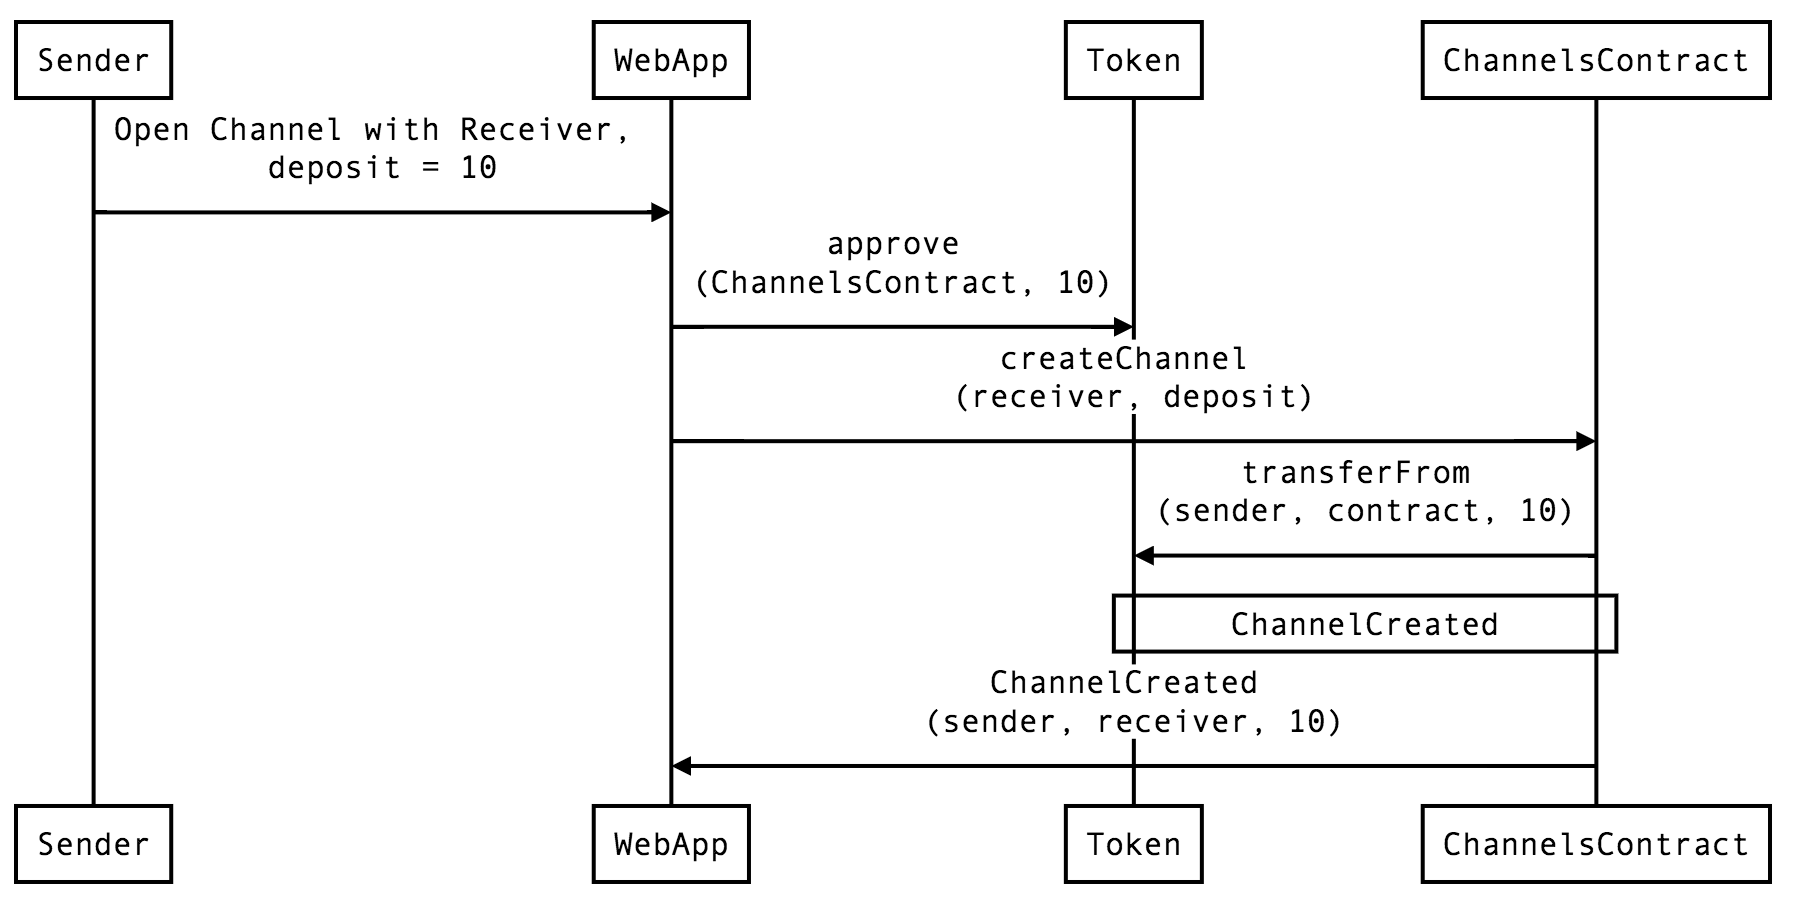 Sender
WebApp
Token
ChannelsContract
Open Channel with Receiver,
deposit = 10
approve
(ChannelsContract, 10)
createChannel
(receiver, deposit)
transferFrom
(sender, contract, 10)
ChannelCreated
ChannelCreated
(sender, receiver, 10)
Sender
WebApp
Token
ChannelsContract